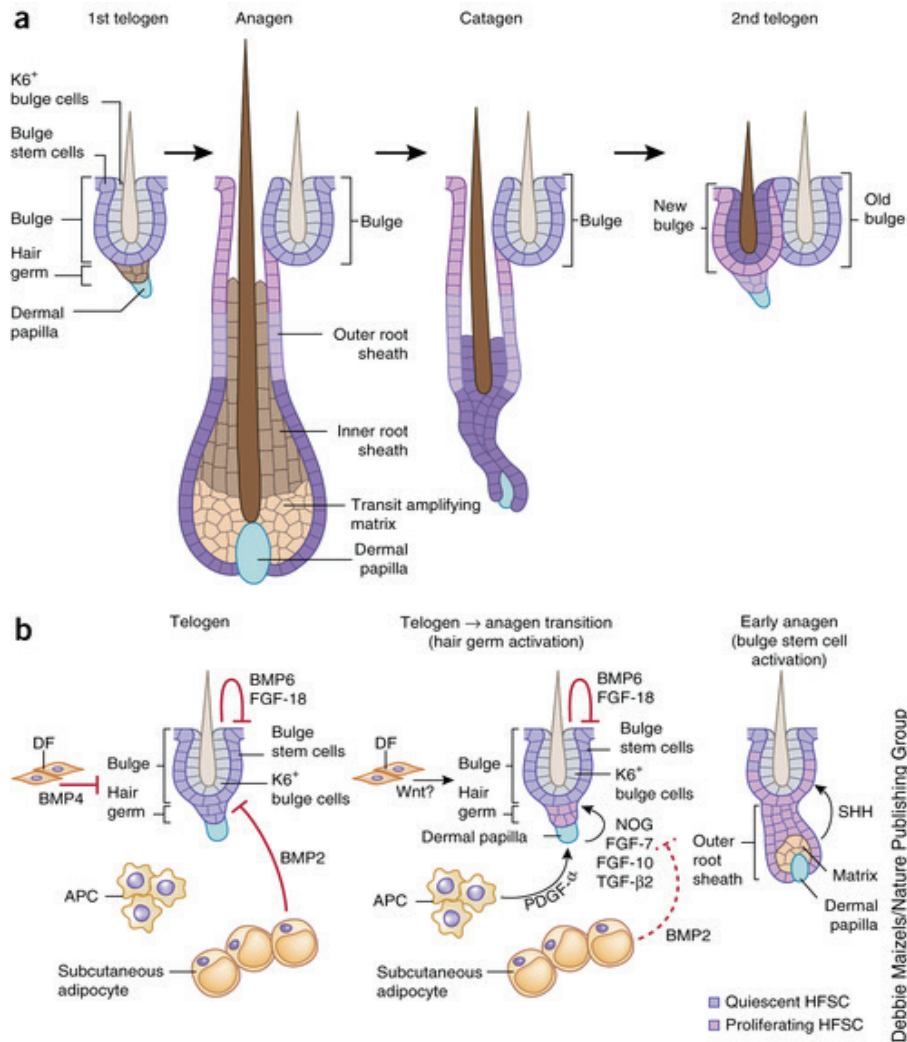 a
1st telogen
Anagen
Catagen
2nd telogen
K6+
bulge cells
Bulge
stem cells
Bulge
Hair
germ
Dermal
papilla
Bulge
Outer root
sheath
Inner root
sheath
Transit amplifying
matrix
Dermal
papilla
Bulge
New
bulge
Old
bulge
b
Telogen
BMP6
FGF-18
DF
BMP4
Bulge
Hair
germ
Bulge
stem cells
K6+
bulge cells
BMP2
APC
Subcutaneous
adipocyte
Telogen → anagen transition
(hair germ activation)
BMP6
FGF-18
DF
Wnt?
Bulge
Hair
germ
Bulge
stem cells
K6+
bulge cells
Dermal papilla
NOG
FGF-7
FGF-10
TGF-β2
PDGF-α
APC
BMP2
Subcutaneous
adipocyte
Early anagen
(bulge stem cell
activation)
SHH
Outer
root
sheath
Matrix
Dermal
papilla
Quiescent HFSC
Proliferating HFSC
Debbie Maizels/Nature Publishing Group